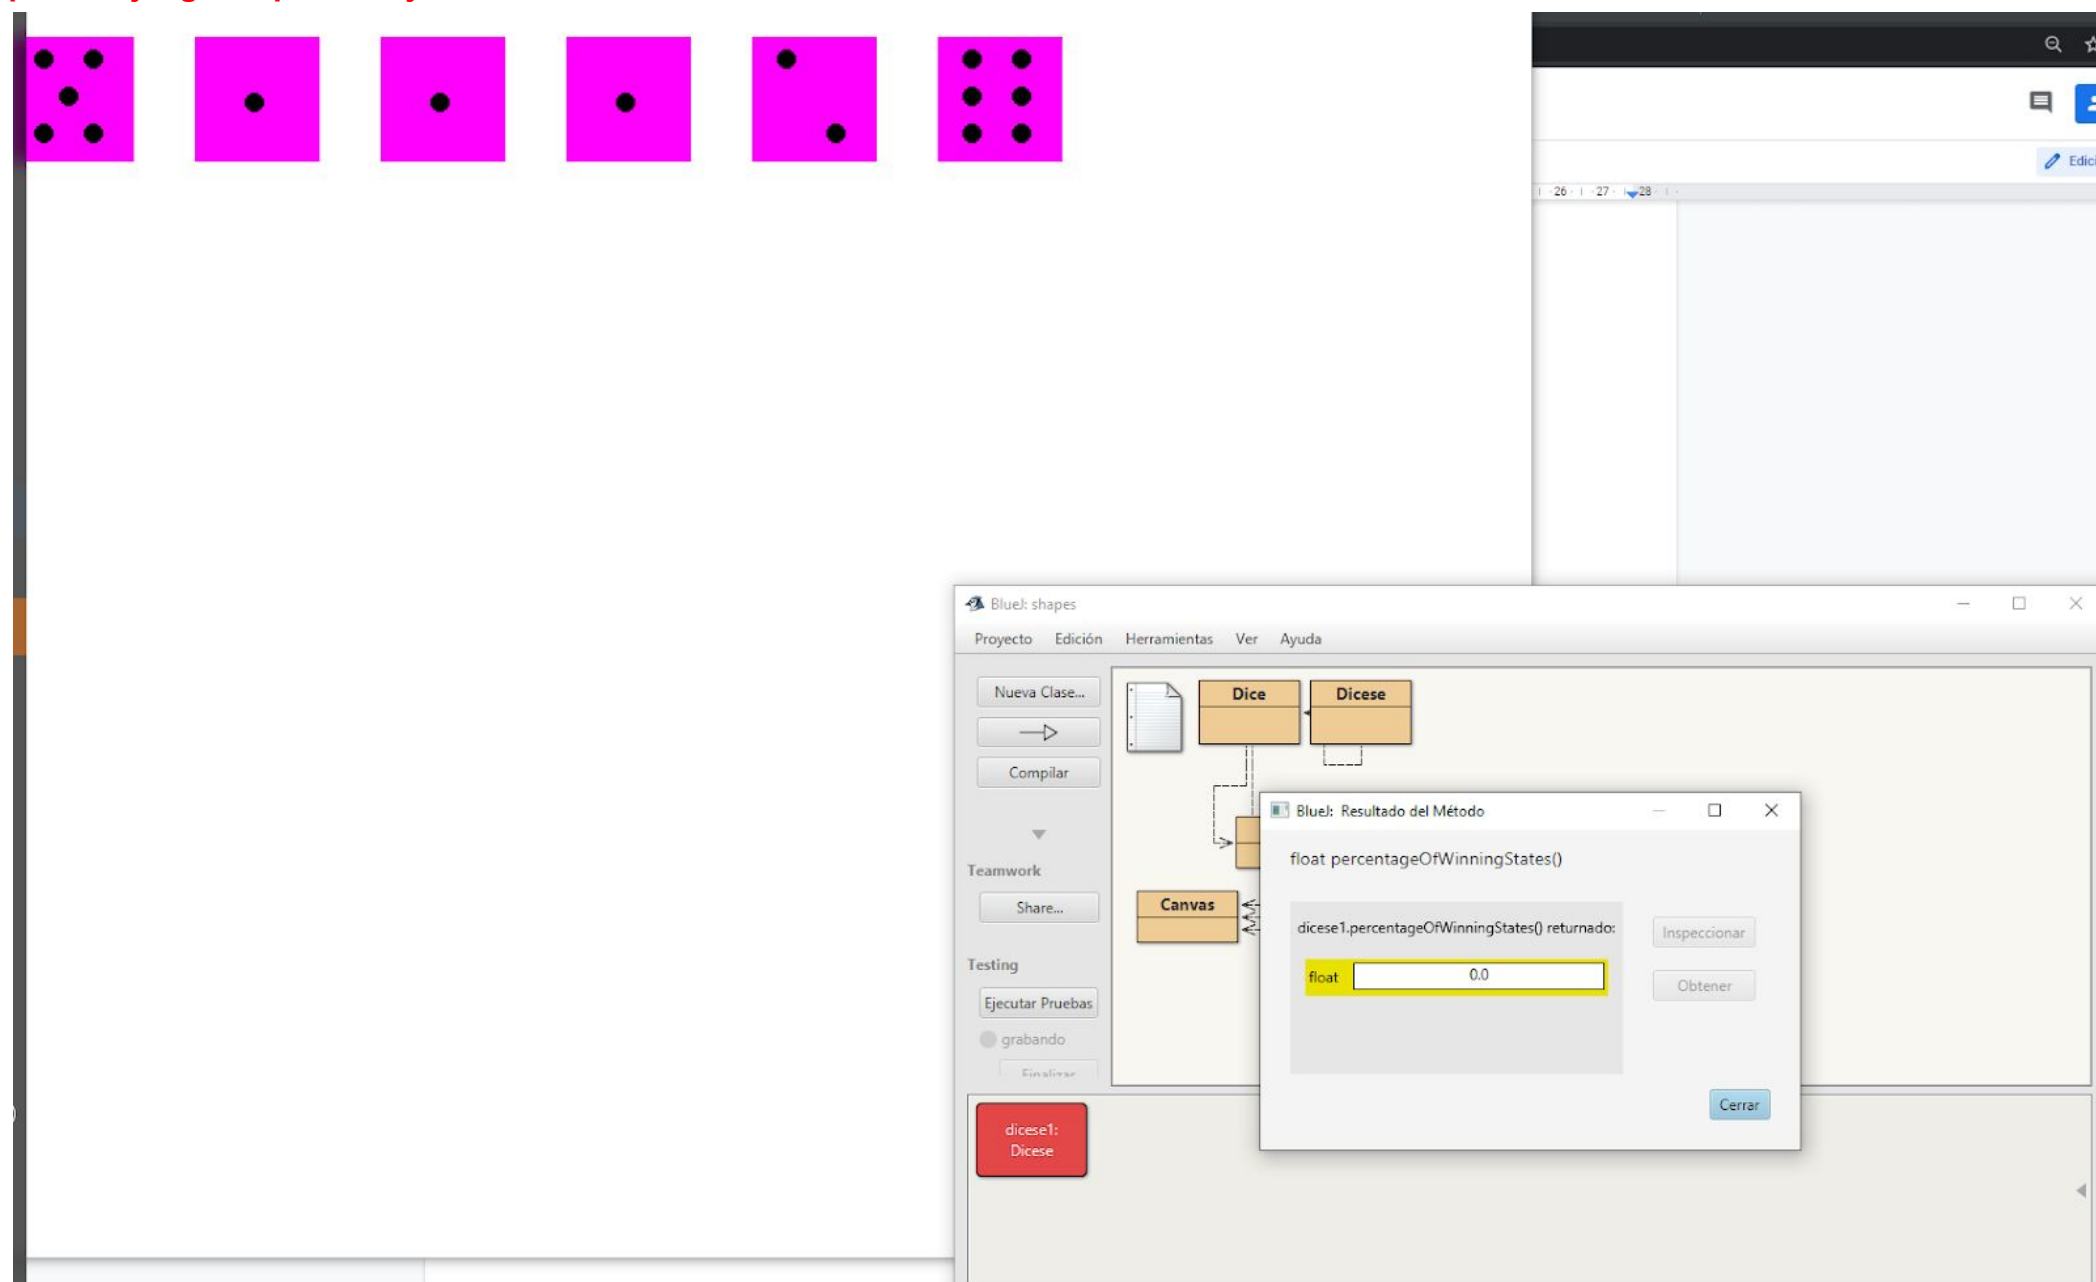 Edici
26 27 28
BlueJ: shapes
Proyecto Edición Herramientas Ver Ayuda
Nueva Clase...
Compilar
Teamwork
Share...
Testing
Ejecutar Pruebas
grabando
Finalizar
Dice
Dicese
Canvas
BlueJ: Resultado del Método
float percentageOfWinningStates()
dicese1.percentageOfWinningStates() returnado:
float 0.0
Inspeccionar
Obtener
Cerrar
dicese1:
Dicese